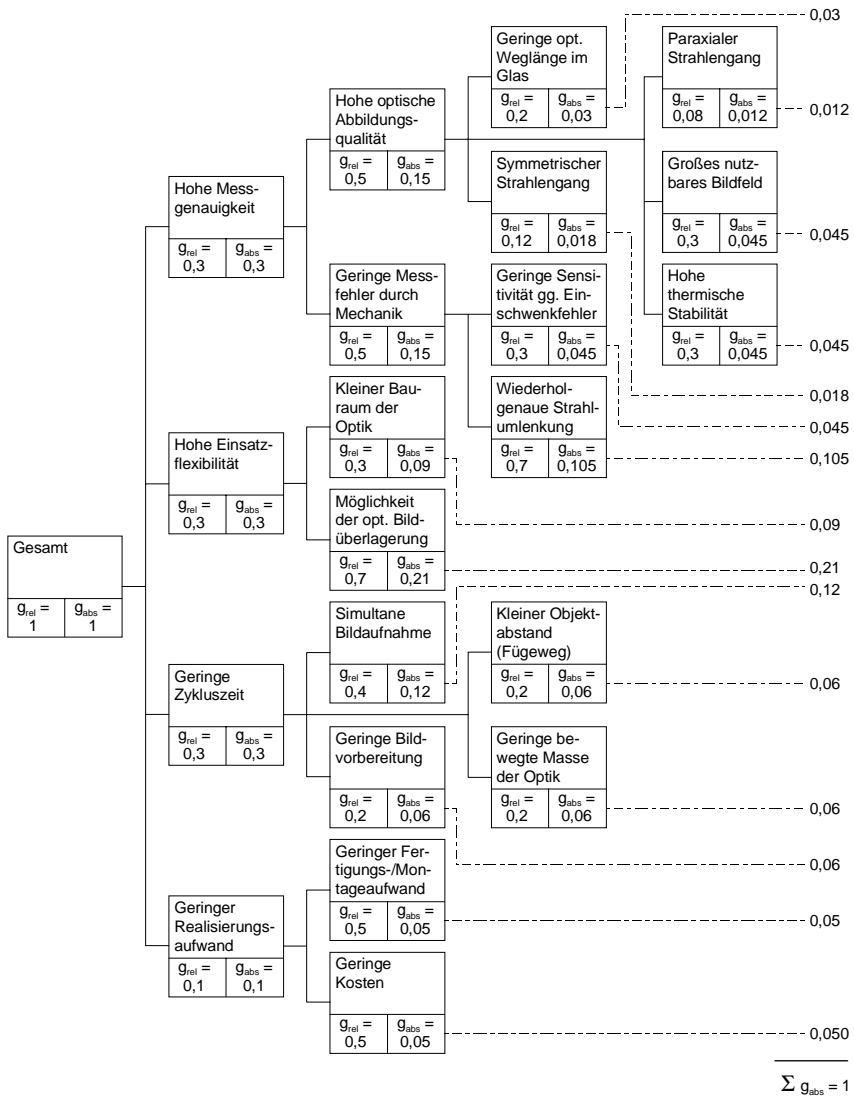 0,03
Geringe opt.
Weglänge im
Glas
g_rel = g_abs =
0,2 0,03
Paraxialer
Strahlengang
g_rel = g_abs =
0,08 0,012
0,012
Hohe optische
Abbildungs-
qualität
g_rel = g_abs =
0,5 0,15
Symmetrischer
Strahlengang
g_rel = g_abs =
0,12 0,018
Großes nutz-
bares Bildfeld
g_rel = g_abs =
0,3 0,045
0,045
Hohe Mess-
genauigkeit
g_rel = g_abs =
0,3 0,3
Geringe Mess-
fehler durch
Mechanik
g_rel = g_abs =
0,5 0,15
Geringe Sensi-
tivität gg. Ein-
schwenkfehler
g_rel = g_abs =
0,3 0,045
Hohe
thermische
Stabilität
g_rel = g_abs =
0,3 0,045
0,045
0,018
0,045
Wiederhol-
genaue Strahl-
umlenkung
g_rel = g_abs =
0,7 0,105
0,105
Hohe Einsatz-
flexibilität
g_rel = g_abs =
0,3 0,3
Kleiner Bau-
raum der
Optik
g_rel = g_abs =
0,3 0,09
0,09
Möglichkeit
der opt. Bild-
überlagerung
g_rel = g_abs =
0,7 0,21
0,21
0,12
Gesamt
g_rel = g_abs =
1 1
Simultane
Bildaufnahme
g_rel = g_abs =
0,4 0,12
Kleiner Objekt-
abstand
(Fügeweg)
g_rel = g_abs =
0,2 0,06
0,06
Geringe
Zykluszeit
g_rel = g_abs =
0,3 0,3
Geringe Bild-
vorbereitung
g_rel = g_abs =
0,2 0,06
Geringe be-
wegte Masse
der Optik
g_rel = g_abs =
0,2 0,06
0,06
0,06
Geringer
Realisierungs-
aufwand
g_rel = g_abs =
0,1 0,1
Geringer Fer-
tigungs-/Mon-
tageaufwand
g_rel = g_abs =
0,5 0,05
0,05
Geringe
Kosten
g_rel = g_abs =
0,5 0,05
0,050
Σ g_abs = 1